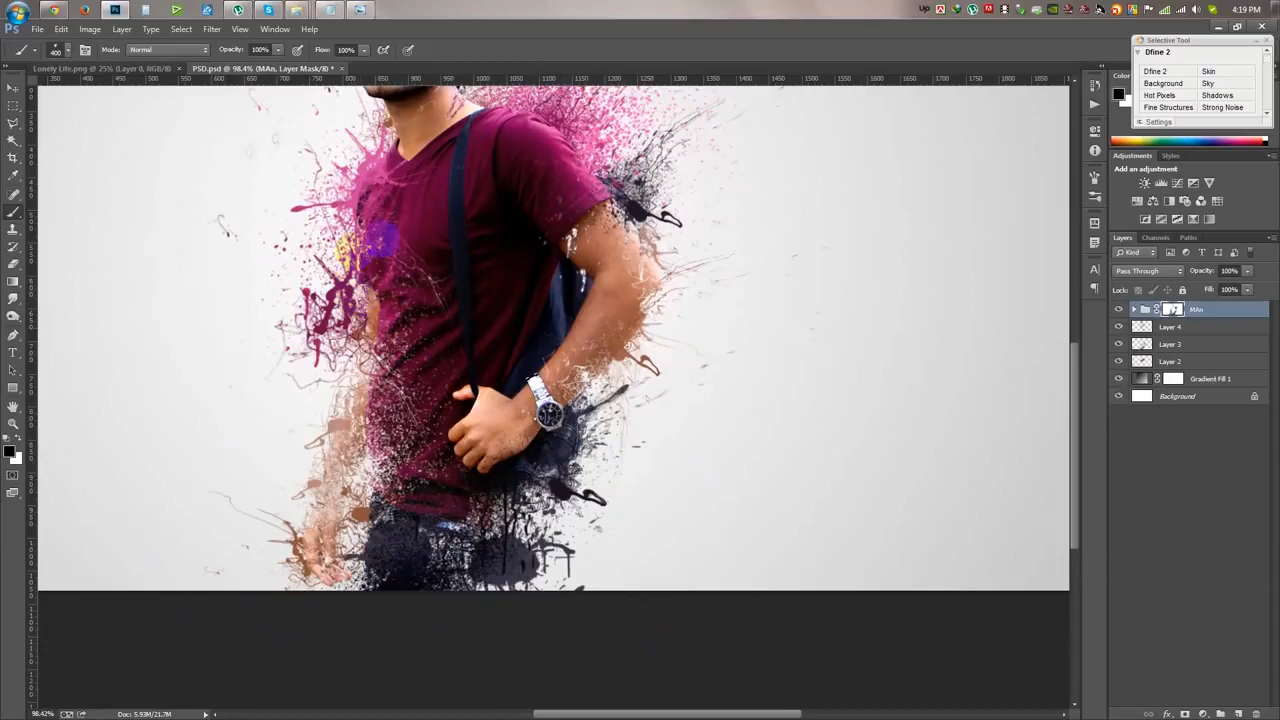 4:19 PM
File Edit Image Layer Type Select Filter View Window Help
Mode: Normal Opacity: 100% Flow: 100%
Lonely Life.png @ 25% (Layer 0, RGB/8) × PSD.psd @ 98.4% (MAn, Layer Mask/8) * ×
Selective Tool
Dfine 2
Dfine 2 Skin
Background Sky
Hot Pixels Shadows
Fine Structures Strong Noise
Settings
Color
Adjustments Styles
Add an adjustment
Layers Channels Paths
Kind
Pass Through Opacity: 100%
Lock: Fill: 100%
MAn
Layer 4
Layer 3
Layer 2
Gradient Fill 1
Background
98.42% Doc: 5.93M/21.7M